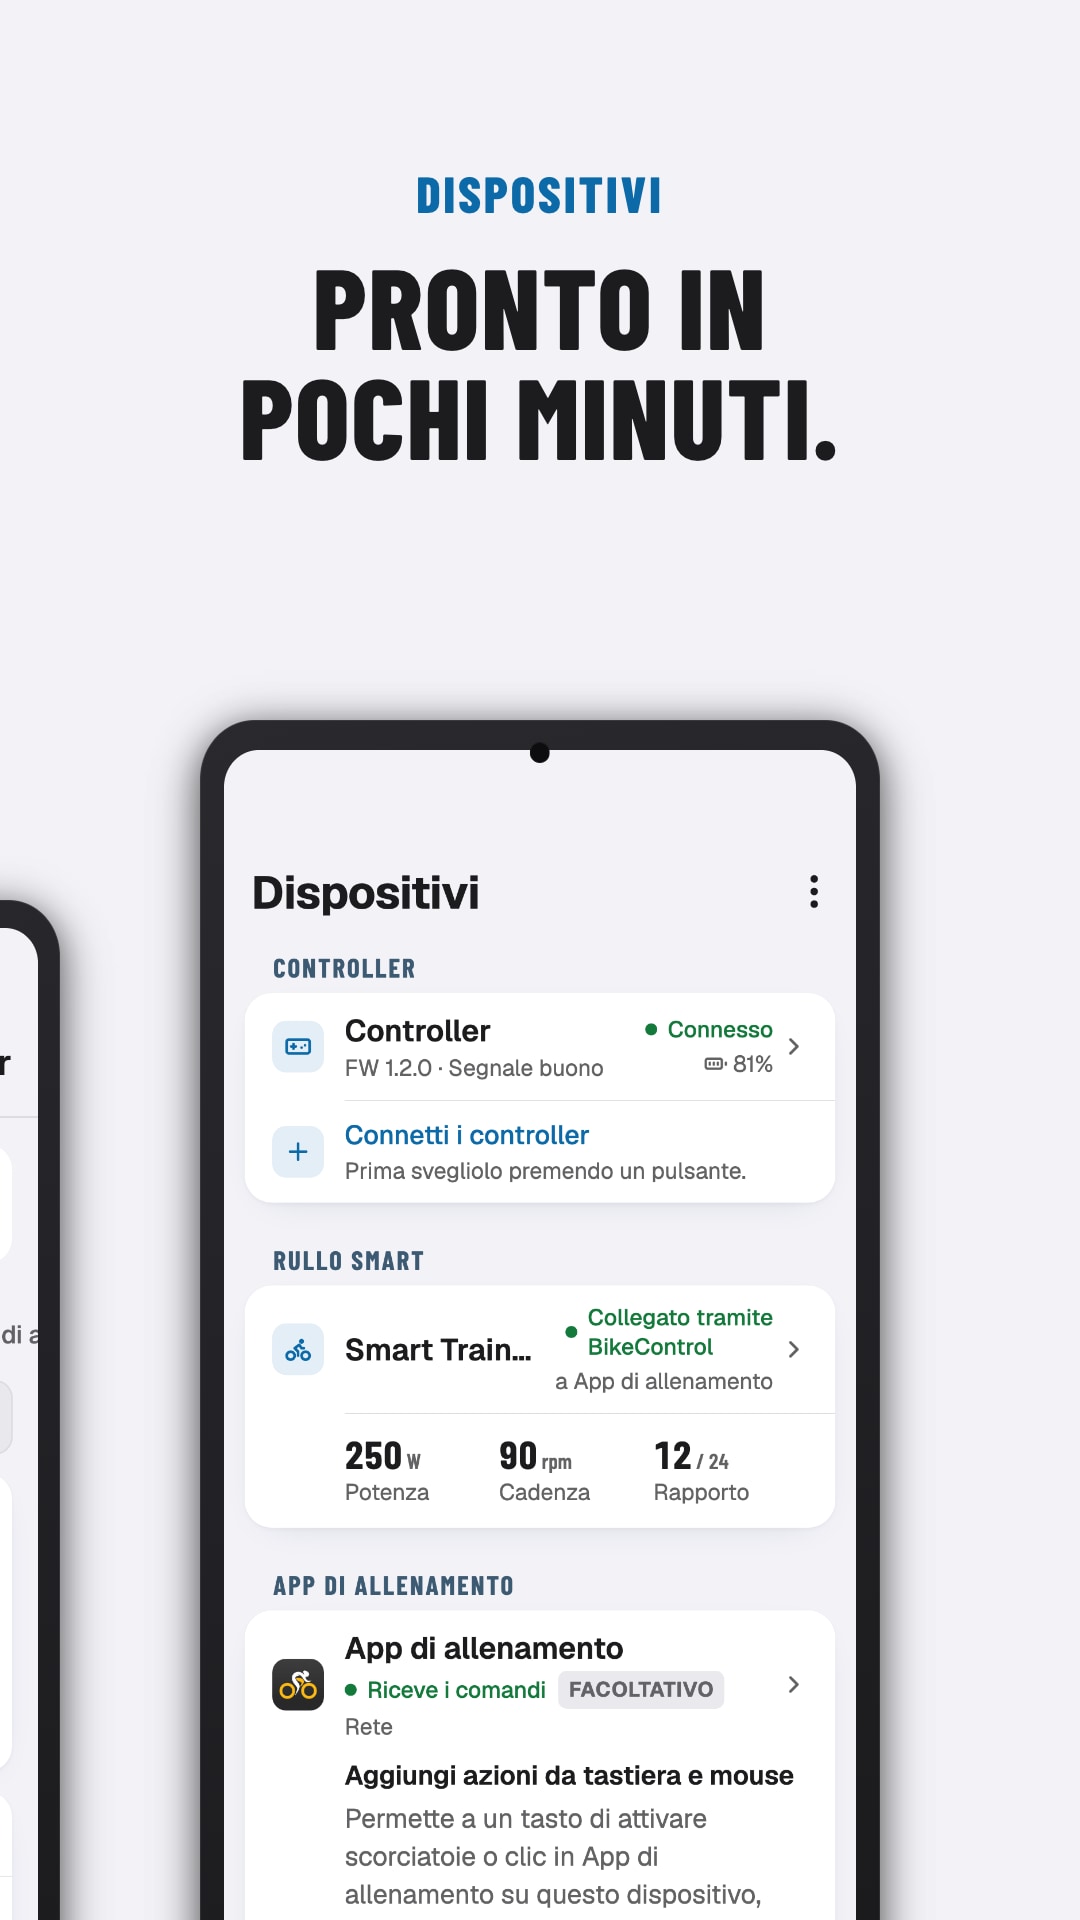 DISPOSITIVI
PRONTO IN
POCHI MINUTI.
Dispositivi
CONTROLLER
Controller
Connesso
FW 1.2.0 · Segnale buono
81%
Connetti i controller
Prima svegliolo premendo un pulsante.
RULLO SMART
Smart Train...
Collegato tramite
BikeControl
a App di allenamento
250 W
90 rpm
12 / 24
Potenza
Cadenza
Rapporto
APP DI ALLENAMENTO
App di allenamento
Riceve i comandi
FACOLTATIVO
Rete
Aggiungi azioni da tastiera e mouse
Permette a un tasto di attivare
scorciatoie o clic in App di
allenamento su questo dispositivo,
r
di a